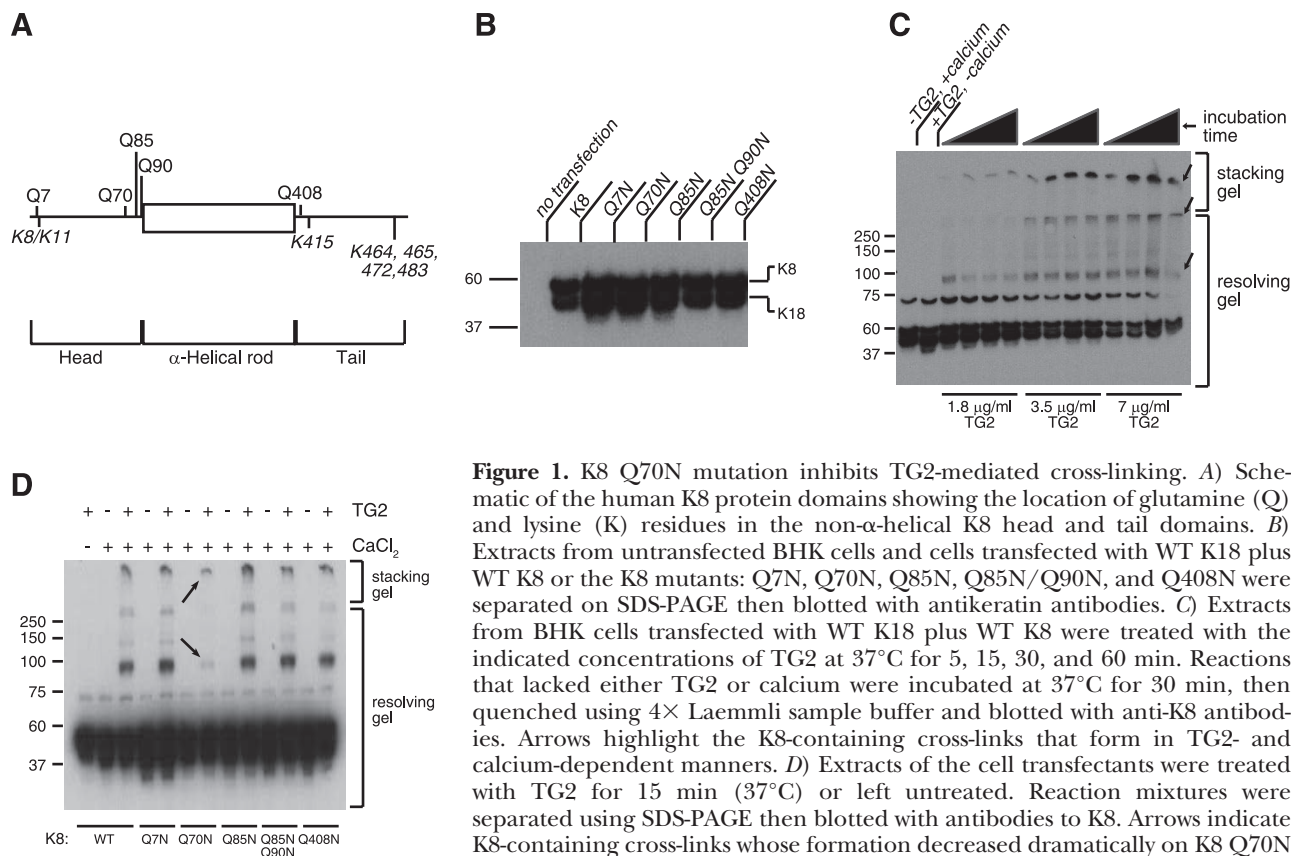 A
Q85
Q90
Q7
Q70
Q408
K8/K11
K415
K464, 465,
472,483
Head
α-Helical rod
Tail
B
no transfection
K8
Q7N
Q70N
Q85N
Q85N Q90N
Q408N
60
37
K8
K18
C
-TG2, +calcium
+TG2, -calcium
incubation
time
stacking
gel
resolving
gel
250
150
100
75
60
37
1.8 μg/ml
TG2
3.5 μg/ml
TG2
7 μg/ml
TG2
D
+ - + - + - + - + - + - + TG2
- + + + + + + + + + + + + CaCl2
stacking
gel
resolving
gel
250
150
100
75
60
37
K8: WT Q7N Q70N Q85N Q85N Q408N
Q90N
Figure 1. K8 Q70N mutation inhibits TG2-mediated cross-linking. A) Sche-
matic of the human K8 protein domains showing the location of glutamine (Q)
and lysine (K) residues in the non-α-helical K8 head and tail domains. B)
Extracts from untransfected BHK cells and cells transfected with WT K18 plus
WT K8 or the K8 mutants: Q7N, Q70N, Q85N, Q85N/Q90N, and Q408N were
separated on SDS-PAGE then blotted with antikeratin antibodies. C) Extracts
from BHK cells transfected with WT K18 plus WT K8 were treated with the
indicated concentrations of TG2 at 37°C for 5, 15, 30, and 60 min. Reactions
that lacked either TG2 or calcium were incubated at 37°C for 30 min, then
quenched using 4× Laemmli sample buffer and blotted with anti-K8 antibod-
ies. Arrows highlight the K8-containing cross-links that form in TG2- and
calcium-dependent manners. D) Extracts of the cell transfectants were treated
with TG2 for 15 min (37°C) or left untreated. Reaction mixtures were
separated using SDS-PAGE then blotted with antibodies to K8. Arrows indicate
K8-containing cross-links whose formation decreased dramatically on K8 Q70N